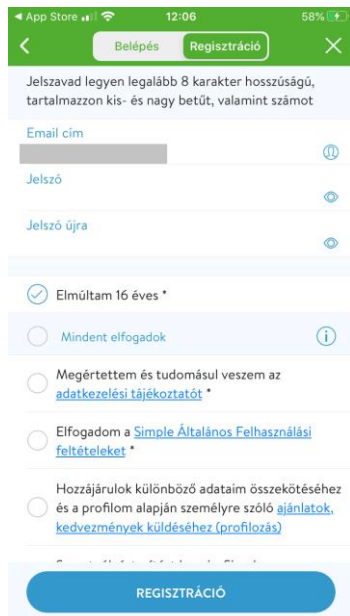 App Store 12:06 58%
Belépés Regisztráció
Jelszavad legyen legalább 8 karakter hosszúságú,
tartalmazzon kis- és nagy betűt, valamint számot
Email cím
Jelszó
Jelszó újra
Elmúltam 16 éves *
Mindent elfogadok
Megértettem és tudomásul veszem az
adatkezelési tájékoztatót *
Elfogadom a Simple Általános Felhasználási
feltételeket *
Hozzájárulok különböző adataim összekötéséhez
és a profilom alapján személyre szóló ajánlatok,
kedvezmények küldéséhez (profilozás)
REGISZTRÁCIÓ